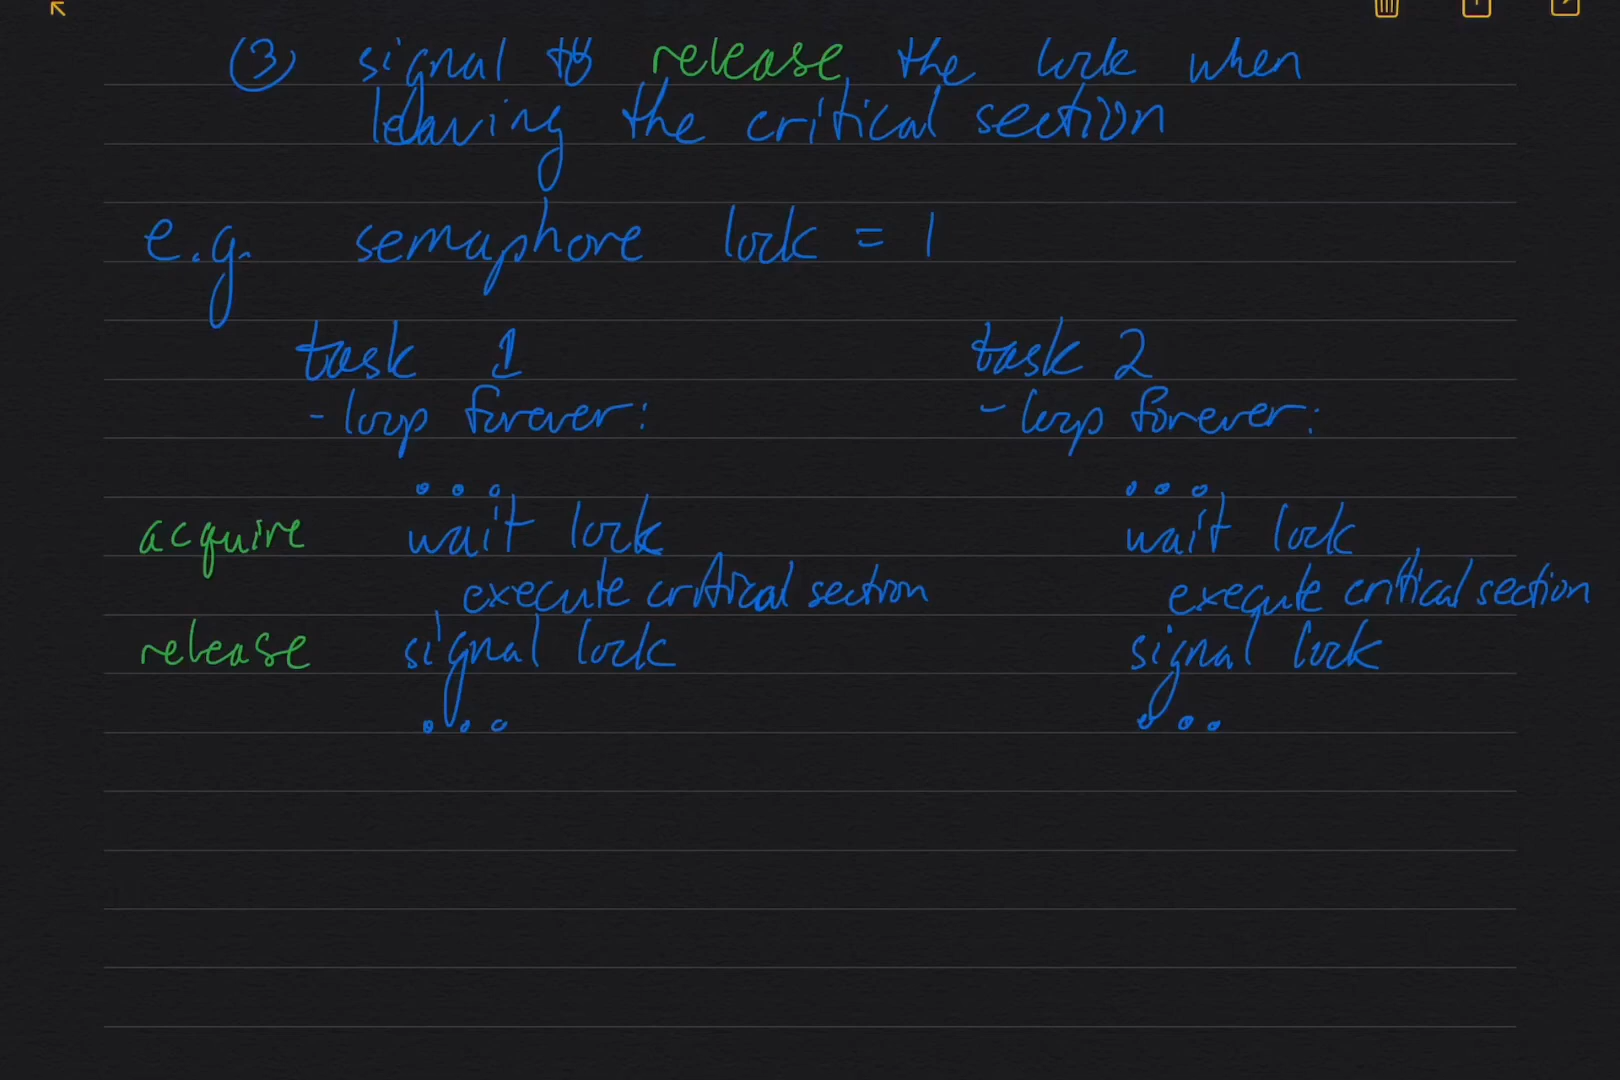 (3) signal to release the lock when
leaving the critical section
e.g. semaphore lock = 1
task 1 task 2
- loop forever: - loop forever:
... ...
acquire wait lock wait lock
execute critical section execute critical section
release signal lock signal lock
... ...